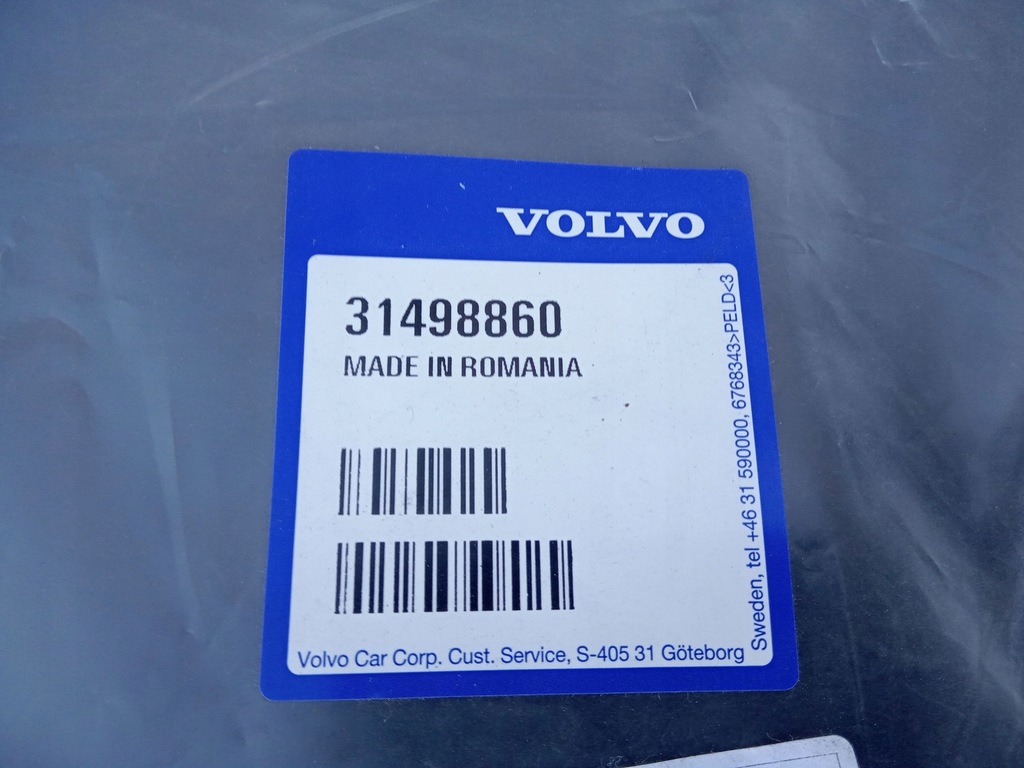 VOLVO
31498860
MADE IN ROMANIA
Volvo Car Corp. Cust. Service, S-405 31 Göteborg
Sweden, tel +46 31 590000, 6768343>PELD<3